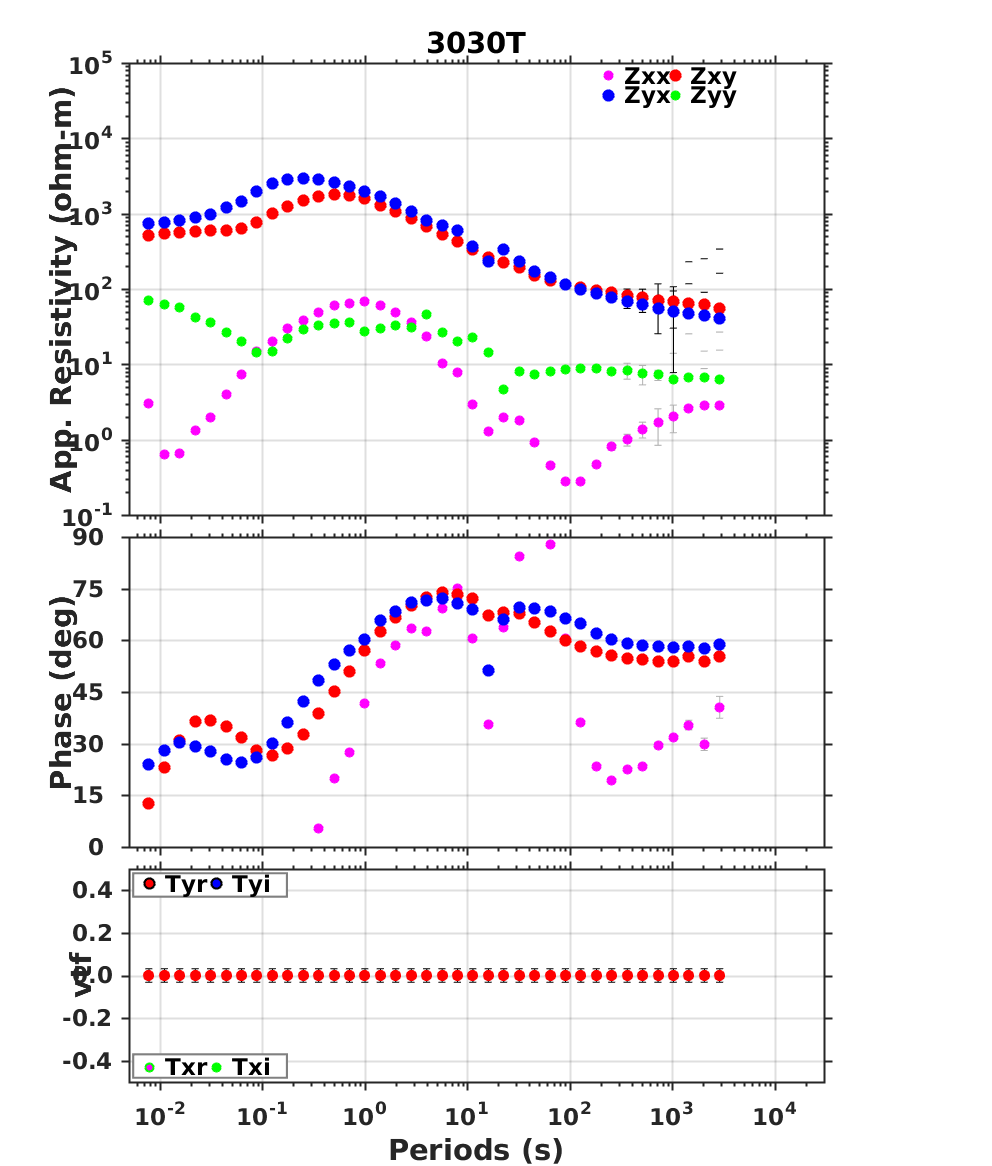 3030T
Zxx Zxy
Zyx Zyy
App. Resistiyity (ohm-m)
10^5
10^4
10^3
10^2
10^1
10^0
10^-1
Phase (deg)
90
75
60
45
30
15
0
Tyr Tyi
vtf
0.4
0.2
0.0
-0.2
-0.4
Txr Txi
10^-2 10^-1 10^0 10^1 10^2 10^3 10^4
Periods (s)